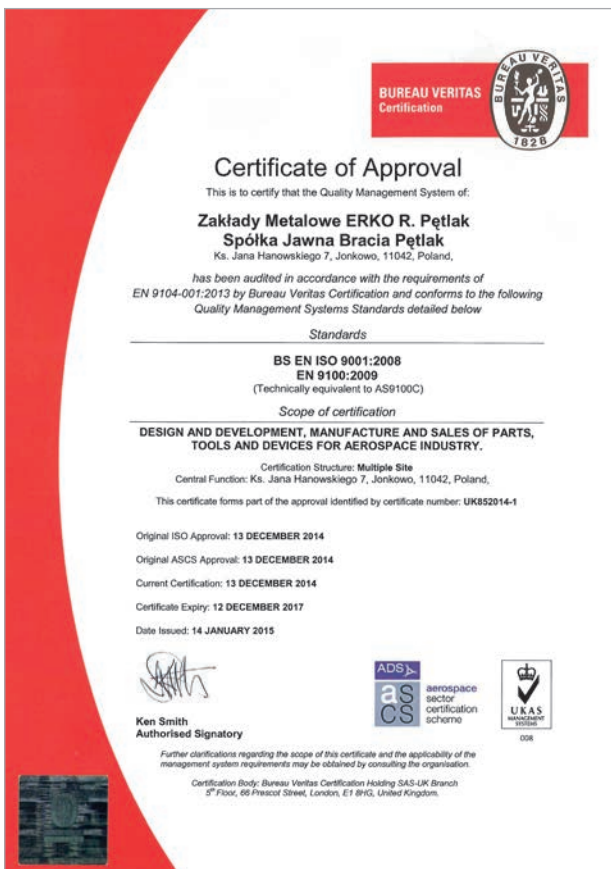 BUREAU VERITAS
Certification
BUREAU VERITAS
1828
Certificate of Approval
This is to certify that the Quality Management System of:
Zakłady Metalowe ERKO R. Pętlak
Spółka Jawna Bracia Pętlak
Ks. Jana Hanowskiego 7, Jonkowo, 11042, Poland,
has been audited in accordance with the requirements of
EN 9104-001:2013 by Bureau Veritas Certification and conforms to the following
Quality Management Systems Standards detailed below
Standards
BS EN ISO 9001:2008
EN 9100:2009
(Technically equivalent to AS9100C)
Scope of certification
DESIGN AND DEVELOPMENT, MANUFACTURE AND SALES OF PARTS,
TOOLS AND DEVICES FOR AEROSPACE INDUSTRY.
Certification Structure: Multiple Site
Central Function: Ks. Jana Hanowskiego 7, Jonkowo, 11042, Poland,
This certificate forms part of the approval identified by certificate number: UK852014-1
Original ISO Approval: 13 DECEMBER 2014
Original ASCS Approval: 13 DECEMBER 2014
Current Certification: 13 DECEMBER 2014
Certificate Expiry: 12 DECEMBER 2017
Date Issued: 14 JANUARY 2015
Ken Smith
Authorised Signatory
ADS
as
CS
aerospace
sector
certification
scheme
UKAS
MANAGEMENT
SYSTEMS
008
Further clarifications regarding the scope of this certificate and the applicability of the
management system requirements may be obtained by consulting the organisation.
Certification Body: Bureau Veritas Certification Holding SAS-UK Branch
5th Floor, 66 Prescot Street, London, E1 8HG, United Kingdom.